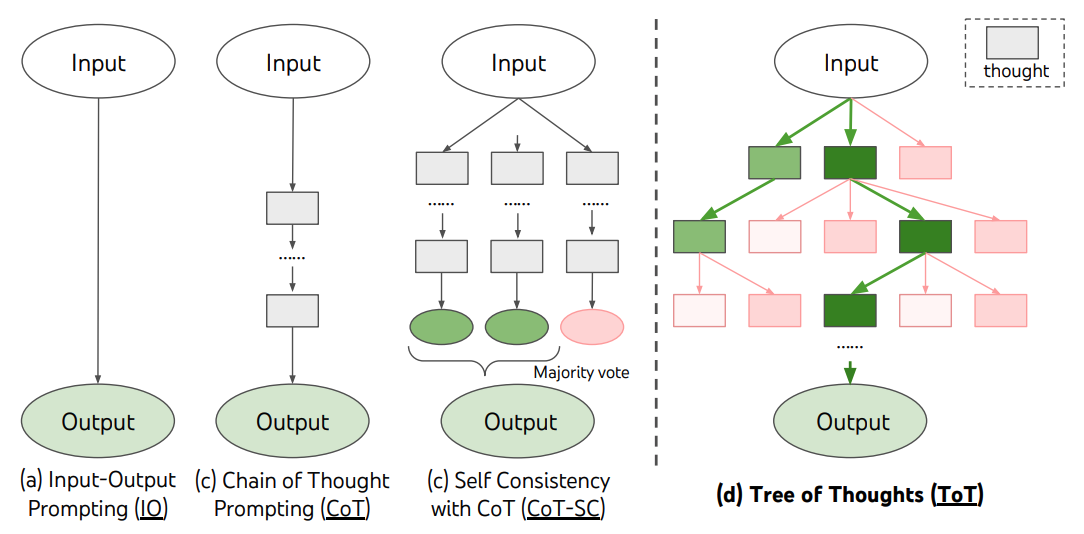 Input
Input
Input
Input
thought
......
......
......
......
......
Majority vote
Output
Output
Output
Output
(a) Input-Output
Prompting (IO)
(c) Chain of Thought
Prompting (CoT)
(c) Self Consistency
with CoT (CoT-SC)
(d) Tree of Thoughts (ToT)